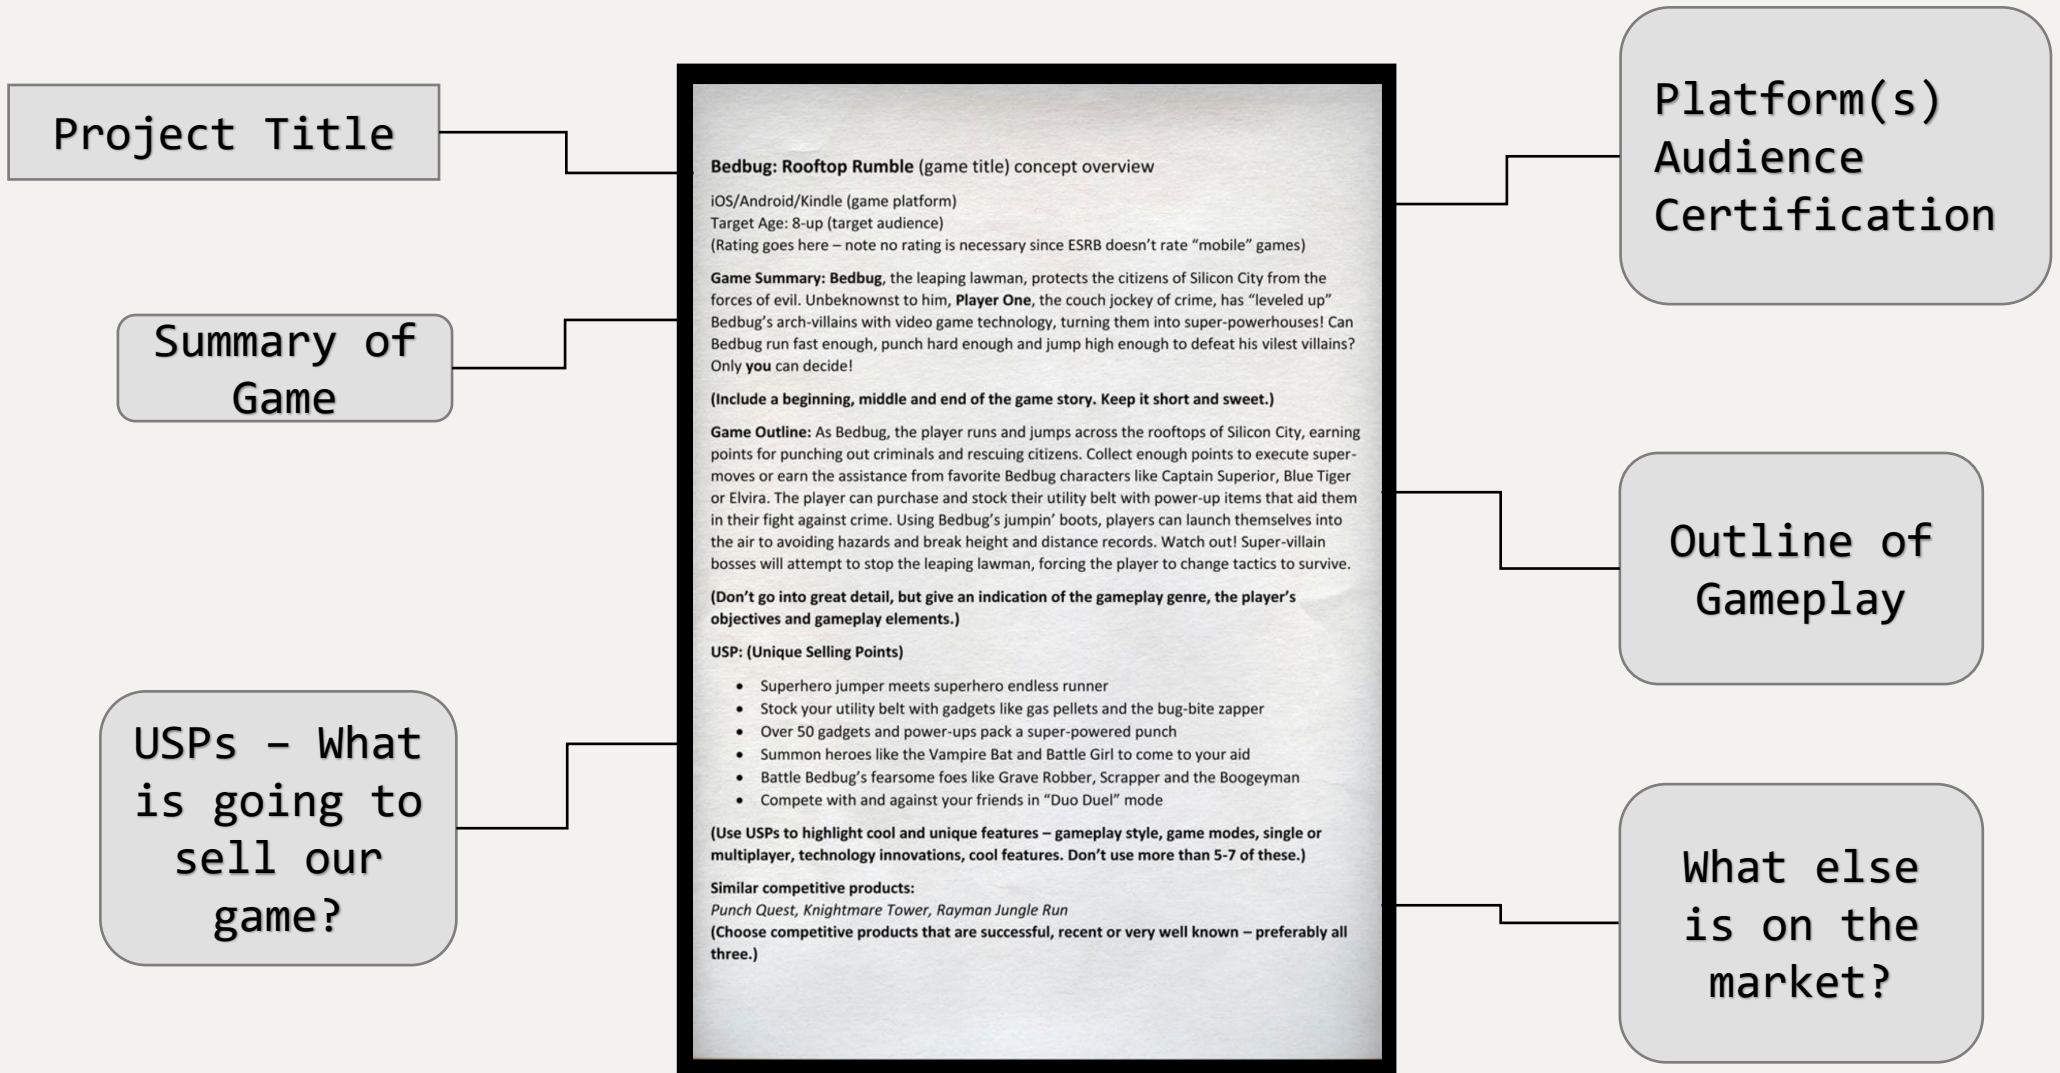 Project Title
Summary of
Game
USPs – What
is going to
sell our
game?
Bedbug: Rooftop Rumble (game title) concept overview
iOS/Android/Kindle (game platform)
Target Age: 8-up (target audience)
(Rating goes here – note no rating is necessary since ESRB doesn't rate “mobile” games)
Game Summary: Bedbug, the leaping lawman, protects the citizens of Silicon City from the
forces of evil. Unbeknownst to him, Player One, the couch jockey of crime, has “leveled up”
Bedbug's arch-villains with video game technology, turning them into super-powerhouses! Can
Bedbug run fast enough, punch hard enough and jump high enough to defeat his vilest villains?
Only you can decide!
(Include a beginning, middle and end of the game story. Keep it short and sweet.)
Game Outline: As Bedbug, the player runs and jumps across the rooftops of Silicon City, earning
points for punching out criminals and rescuing citizens. Collect enough points to execute super-
moves or earn the assistance from favorite Bedbug characters like Captain Superior, Blue Tiger
or Elvira. The player can purchase and stock their utility belt with power-up items that aid them
in their fight against crime. Using Bedbug's jumpin' boots, players can launch themselves into
the air to avoiding hazards and break height and distance records. Watch out! Super-villain
bosses will attempt to stop the leaping lawman, forcing the player to change tactics to survive.
(Don't go into great detail, but give an indication of the gameplay genre, the player's
objectives and gameplay elements.)
USP: (Unique Selling Points)
• Superhero jumper meets superhero endless runner
• Stock your utility belt with gadgets like gas pellets and the bug-bite zapper
• Over 50 gadgets and power-ups pack a super-powered punch
• Summon heroes like the Vampire Bat and Battle Girl to come to your aid
• Battle Bedbug's fearsome foes like Grave Robber, Scrapper and the Boogeyman
• Compete with and against your friends in “Duo Duel” mode
(Use USPs to highlight cool and unique features – gameplay style, game modes, single or
multiplayer, technology innovations, cool features. Don't use more than 5-7 of these.)
Similar competitive products:
Punch Quest, Knightmare Tower, Rayman Jungle Run
(Choose competitive products that are successful, recent or very well known – preferably all
three.)
Platform(s)
Audience
Certification
Outline of
Gameplay
What else
is on the
market?